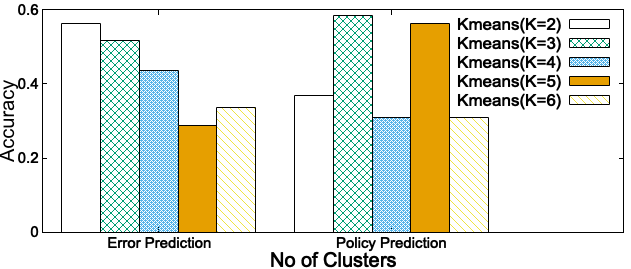 0.6
0.4
0.2
0
Accuracy
Kmeans(K=2)
Kmeans(K=3)
Kmeans(K=4)
Kmeans(K=5)
Kmeans(K=6)
Error Prediction
Policy Prediction
No of Clusters